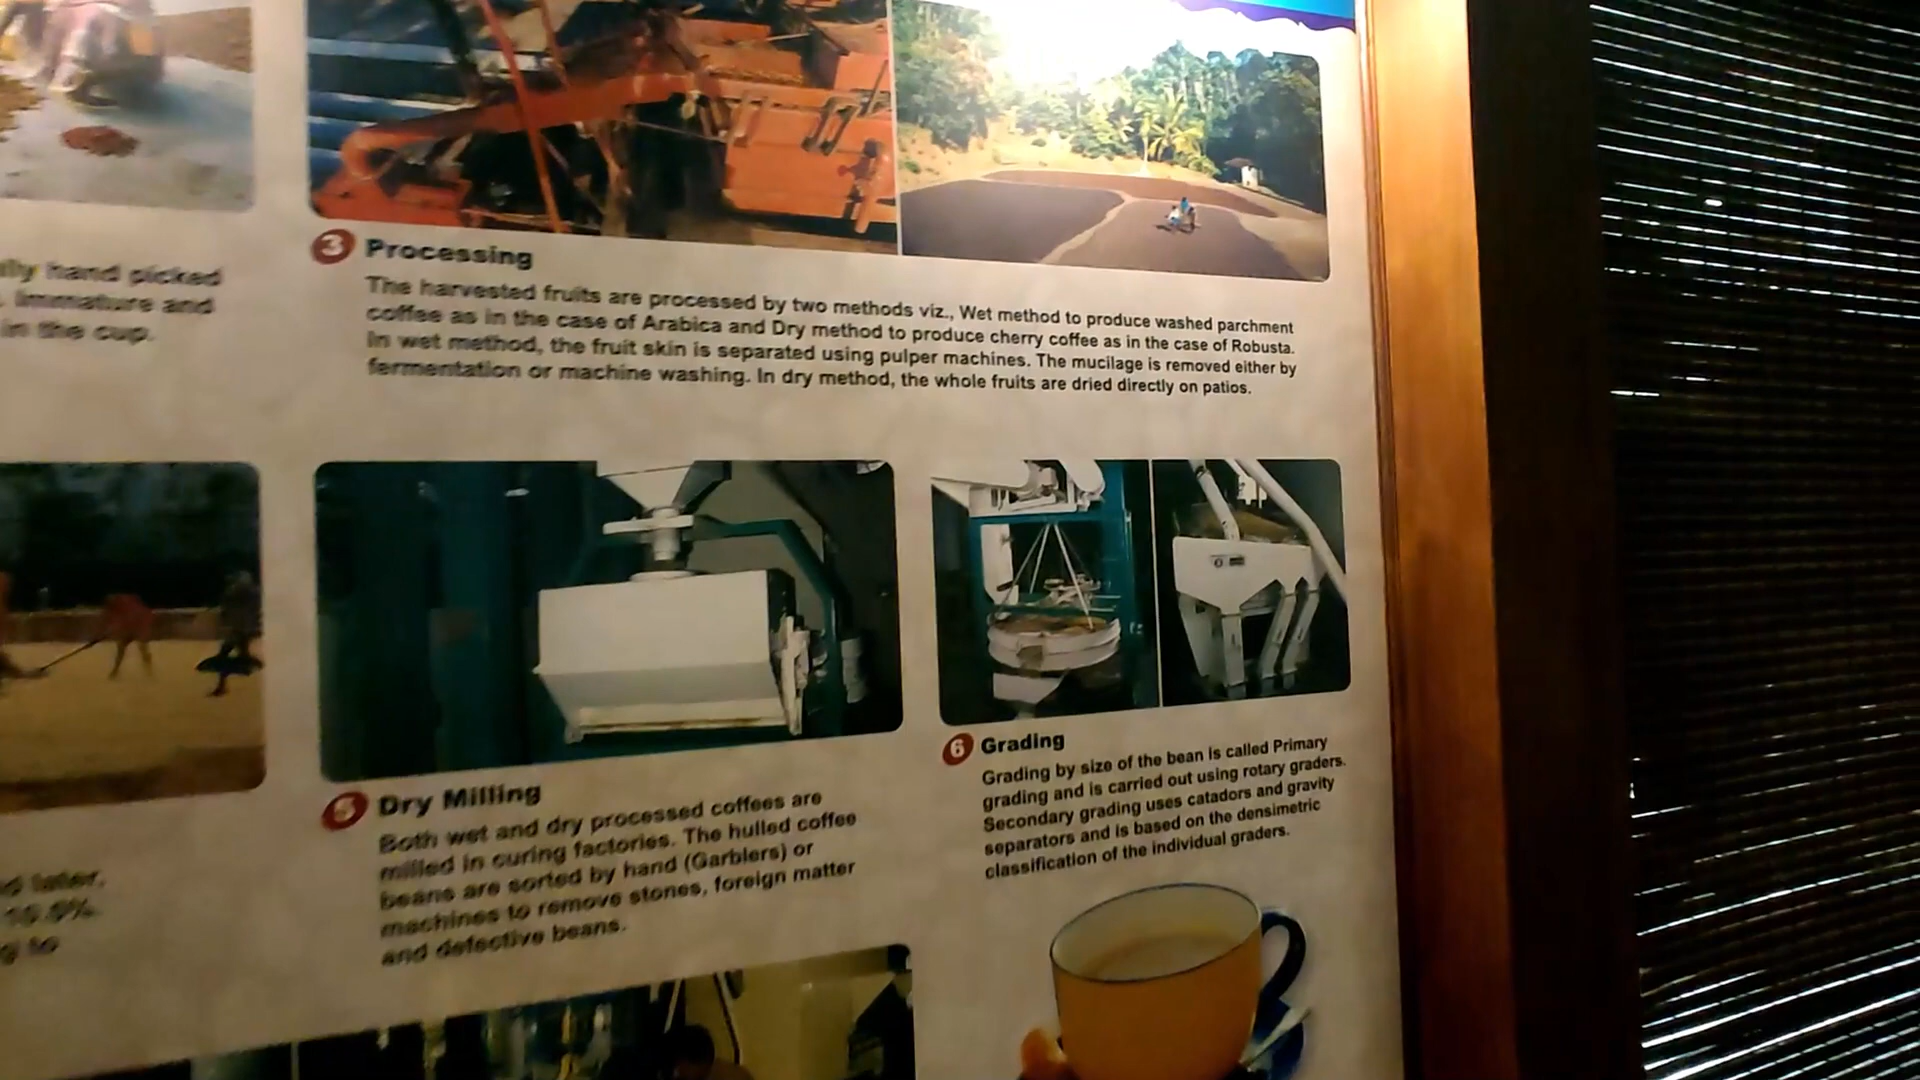 lly hand picked
immature and
in the cup.
3 Processing
The harvested fruits are processed by two methods viz., Wet method to produce washed parchment
coffee as in the case of Arabica and Dry method to produce cherry coffee as in the case of Robusta.
In wet method, the fruit skin is separated using pulper machines. The mucilage is removed either by
fermentation or machine washing. In dry method, the whole fruits are dried directly on patios.
later.
5 Dry Milling
Both wet and dry processed coffees are
milled in curing factories. The hulled coffee
beans are sorted by hand (Garblers) or
machines to remove stones, foreign matter
and defective beans.
6 Grading
Grading by size of the bean is called Primary
grading and is carried out using rotary graders.
Secondary grading uses catadors and gravity
separators and is based on the densimetric
classification of the individual graders.